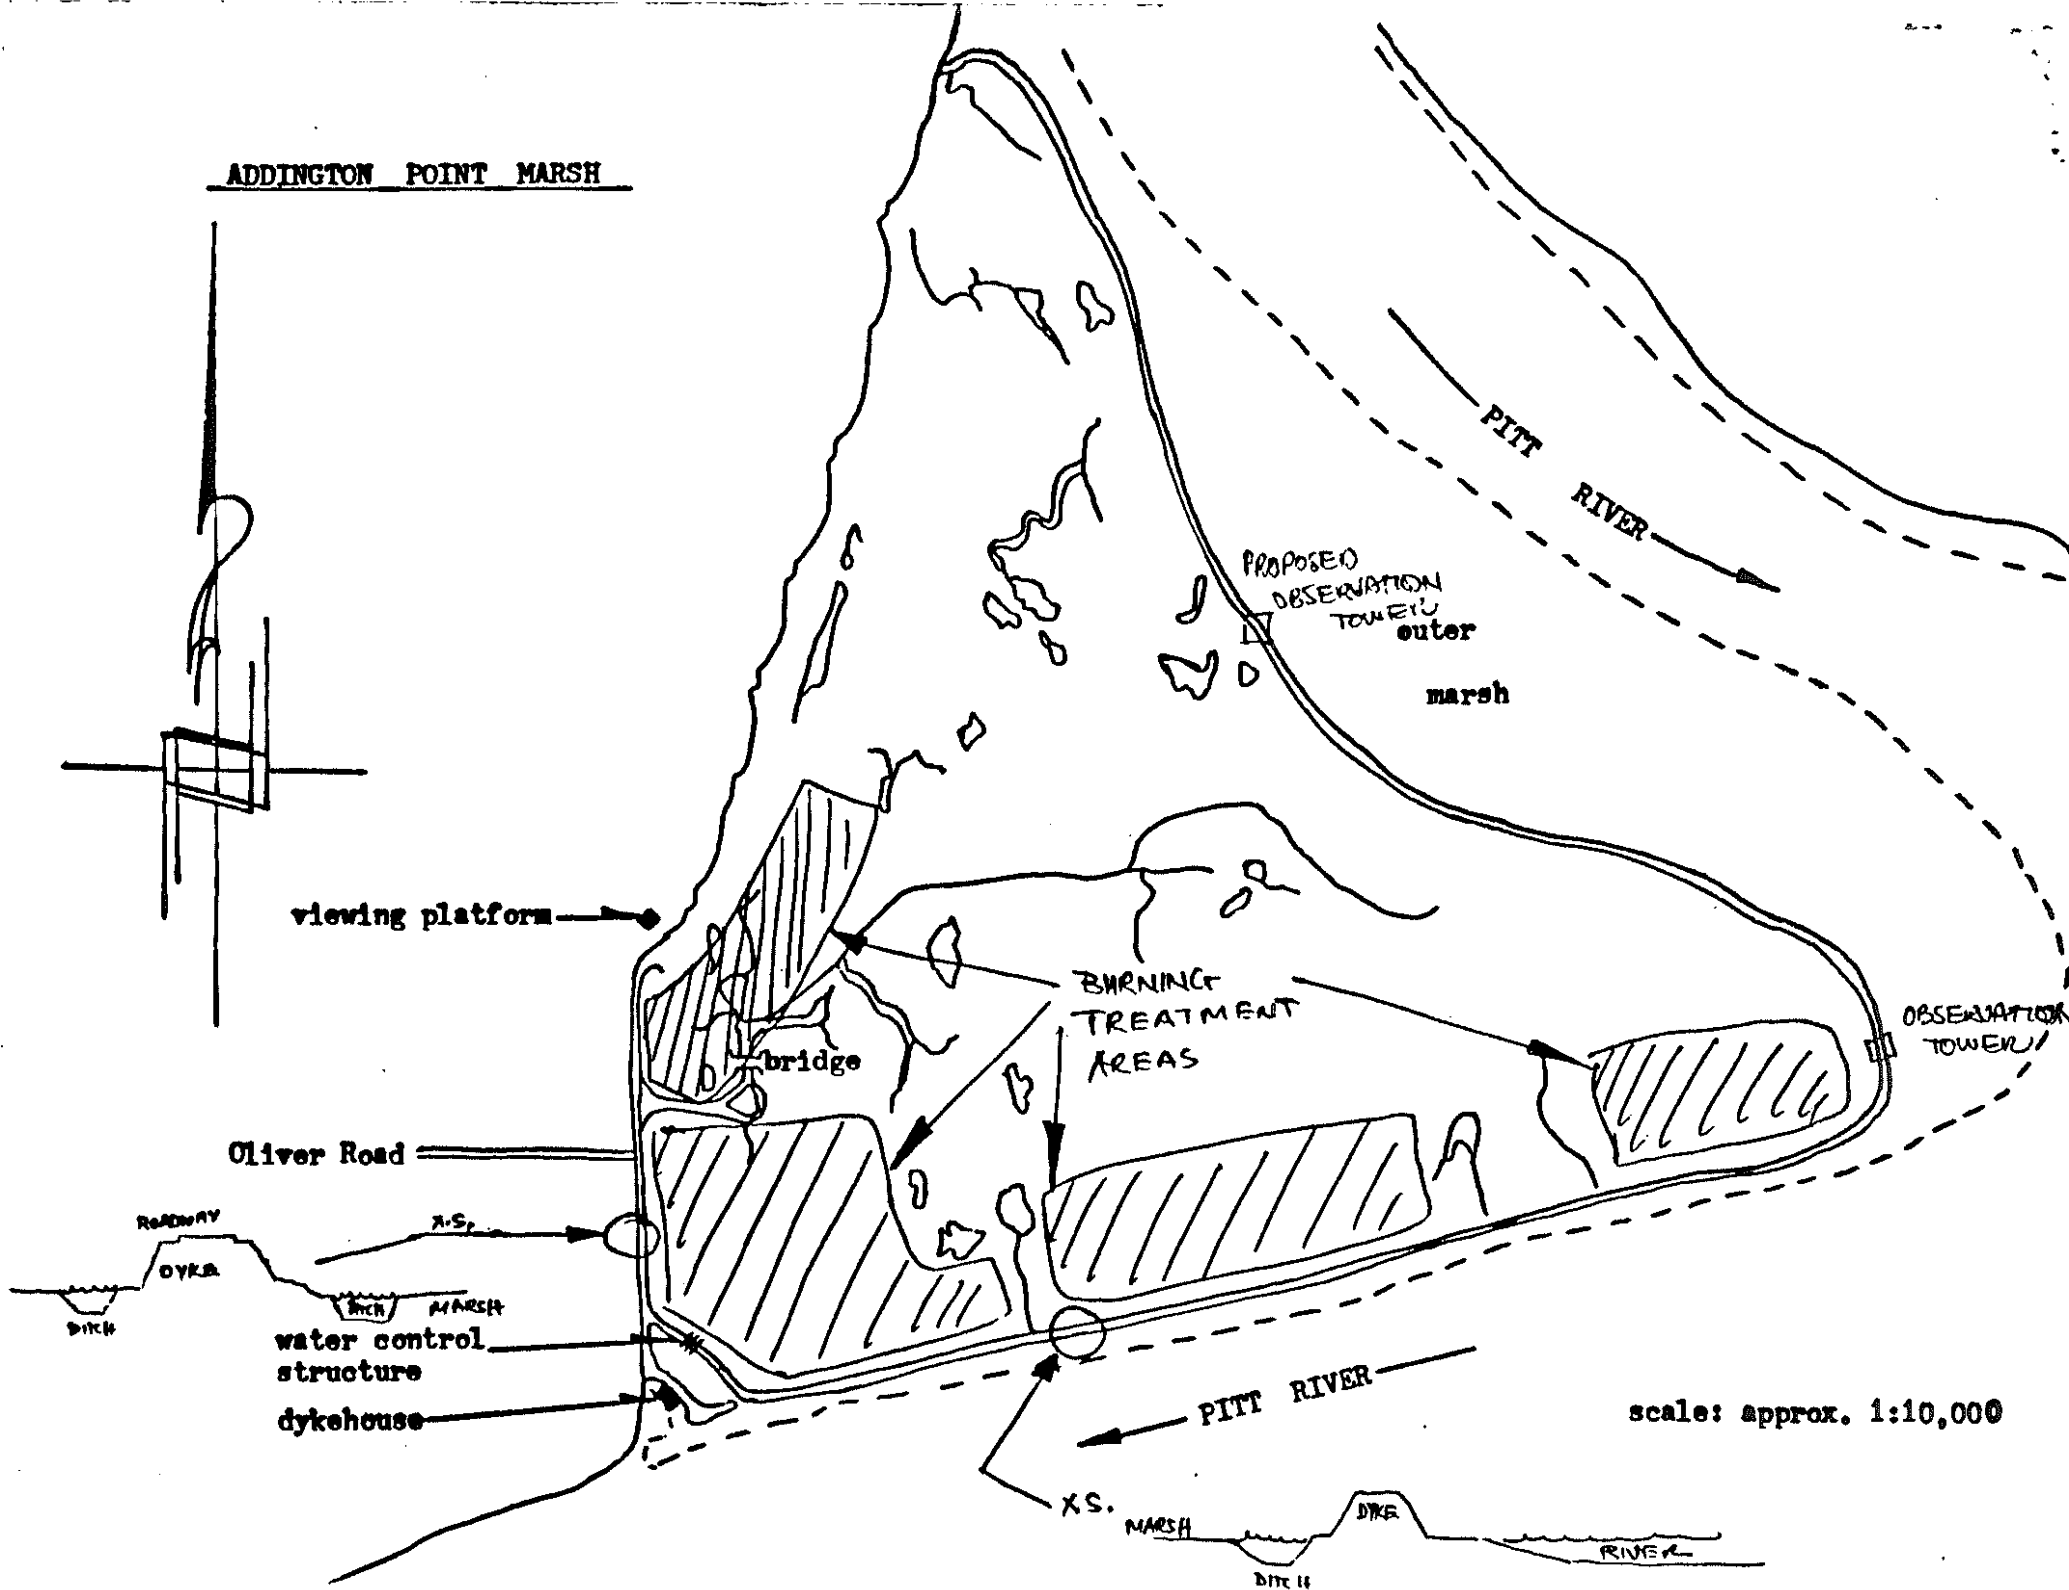 ADDINGTON POINT MARSH
PITT
RIVER
PROPOSED
OBSERVATION
TOWER
outer
marsh
viewing platform
BURNING
TREATMENT
AREAS
OBSERVATION
TOWER
bridge
Oliver Road
ROADWAY
X.S.
DYKE
DITCH
MARSH
DITCH
water control
structure
dykehouse
PITT RIVER
scale: approx. 1:10,000
X.S.
MARSH
DYKE
RIVER
DITCH